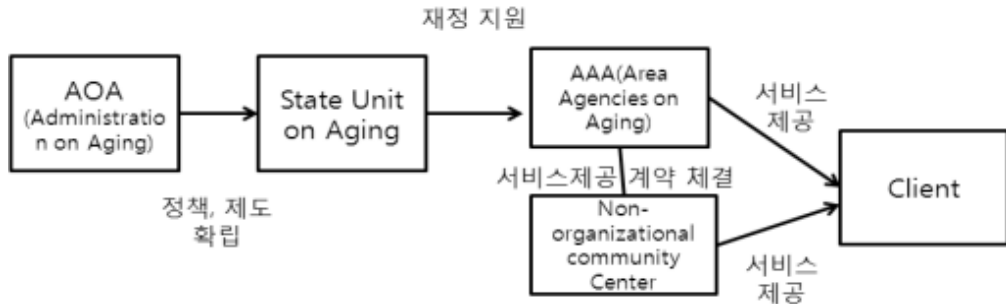 재정 지원
AOA
(Administratio
n on Aging)
State Unit
on Aging
AAA(Area
Agencies on
Aging)
서비스
제공
정책, 제도
확립
서비스제공 계약 체결
Non-
organizational
community
Center
Client
서비스
제공